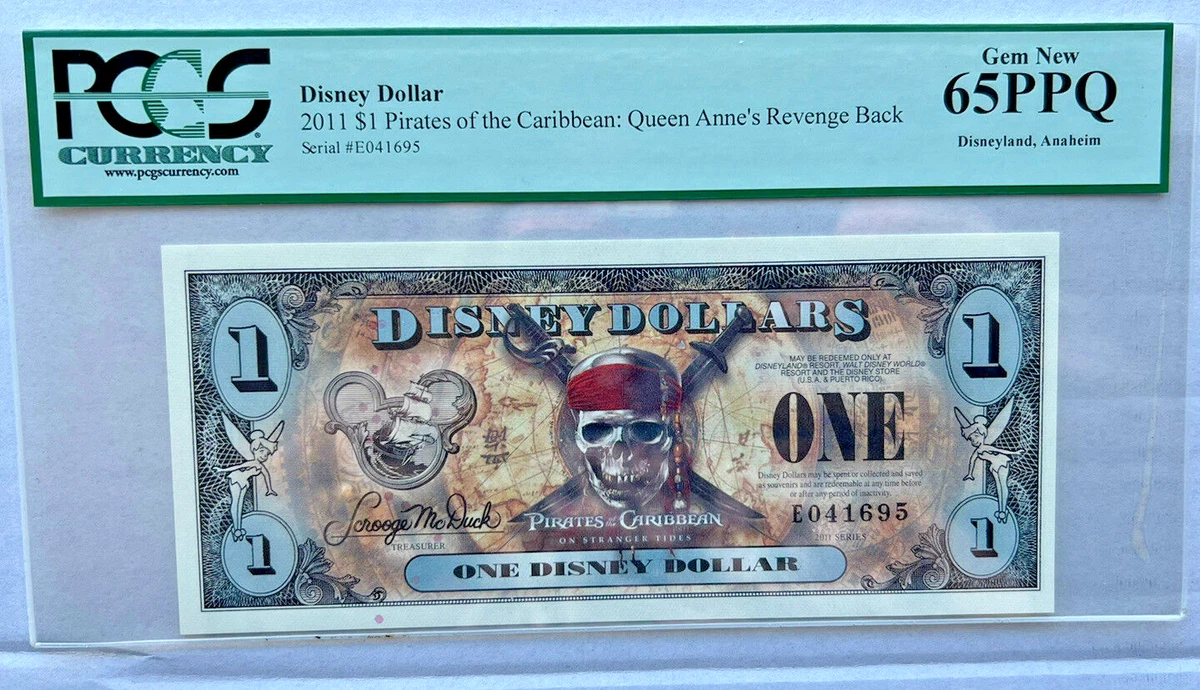 PCGS
CURRENCY
www.pcgscurrency.com
Disney Dollar
2011 $1 Pirates of the Caribbean: Queen Anne's Revenge Back
Serial #E041695
Gem New
65PPQ
Disneyland, Anaheim
DISNEY DOLLARS
1
1
MAY BE REDEEMED ONLY AT
DISNEYLAND® RESORT, WALT DISNEY WORLD®
RESORT AND THE DISNEY STORE
(U.S.A. & PUERTO RICO).
ONE
Disney Dollars may be spent or collected and saved
as souvenirs and are redeemable at any time before
or after any period of inactivity.
E041695
2011 SERIES
Scrooge McDuck
TREASURER
PIRATES of the CARIBBEAN
ON STRANGER TIDES
1
1
ONE DISNEY DOLLAR